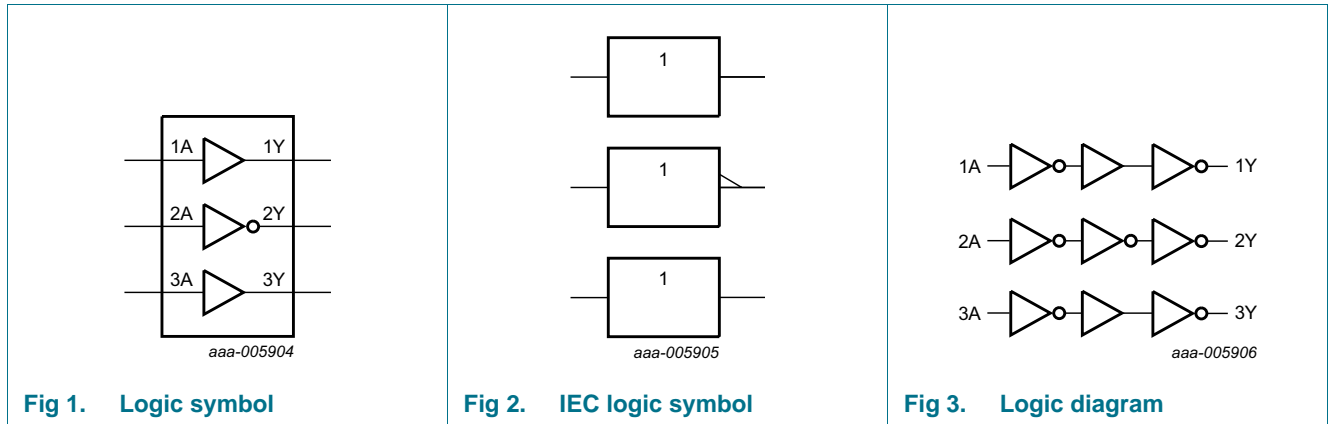 1A 1Y
2A 2Y
3A 3Y
aaa-005904
Fig 1. Logic symbol
1
1
1
aaa-005905
Fig 2. IEC logic symbol
1A 1Y
2A 2Y
3A 3Y
aaa-005906
Fig 3. Logic diagram